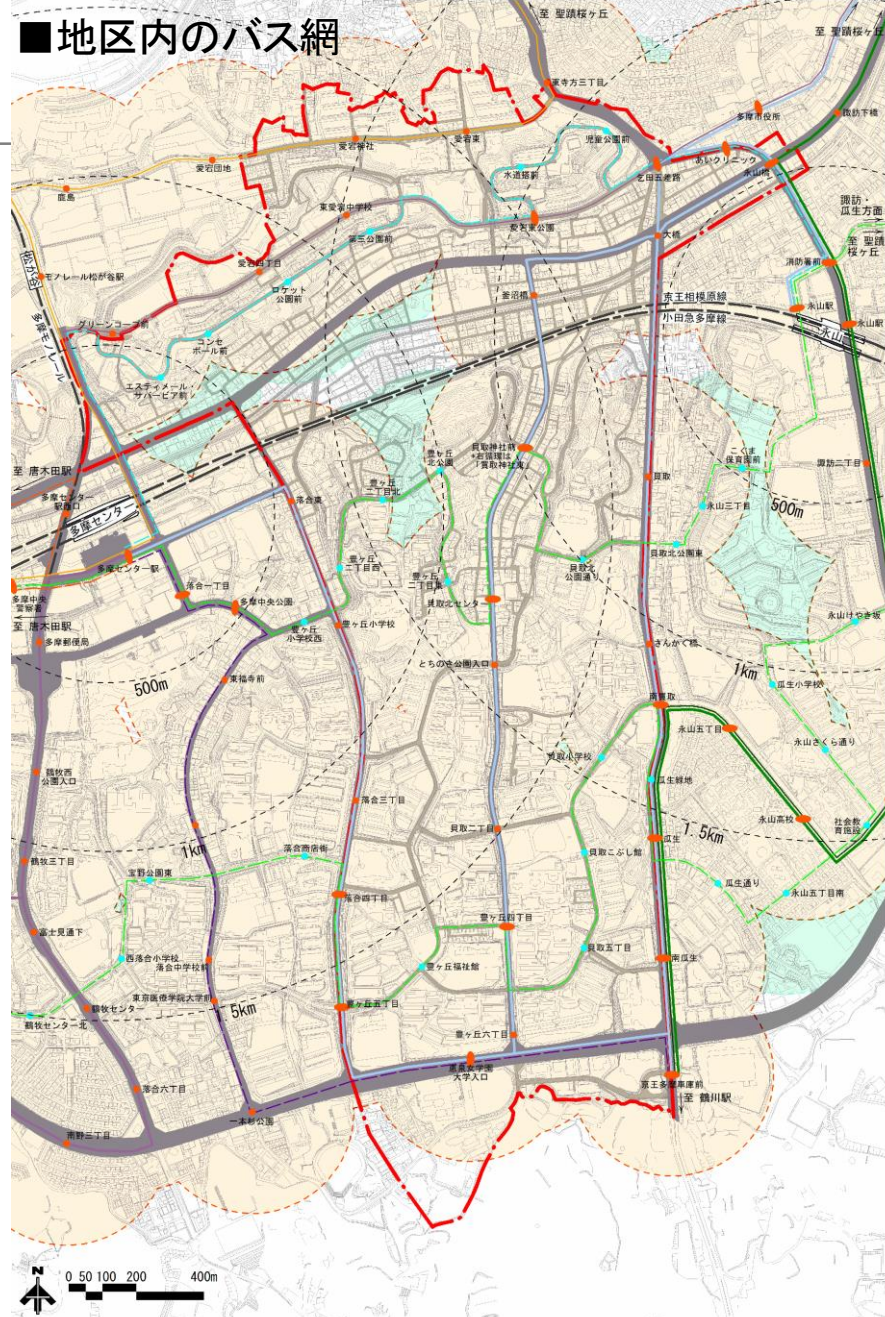 ■地区内のバス網
至 聖蹟桜ヶ丘
至 聖蹟桜ヶ丘
東寺方三丁目
多摩市役所
諏訪下橋
愛宕神社
愛宕東
児童公園前
あいクリニック
永山橋
愛宕団地
水道塔前
乞田五差路
鹿島
東愛宕中学校
愛宕東公園
諏訪・
瓜生方面
第三公園前
大橋
至 聖蹟
桜ヶ丘
松が谷
モノレール松が谷駅
愛宕四丁目
消防署前
多摩モノレール
ロケット
公園前
釜沼橋
京王相模原線
永山駅
グリーンコープ前
小田急多摩線
永山駅
コンセ
ボール前
永山
エスティメール・
サバービア前
貝取神社前
*お填環は
「貝取神社東」
こぐま
保育園前
至 唐木田駅
豊ヶ丘
北公園
諏訪二丁目
多摩センター
駅西口
豊ヶ丘
二丁目北
貝取
落合東
永山三丁目
500m
多摩センター
貝取北公園東
多摩センター駅
豊ヶ丘
二丁目西
貝取北
公園通り
豊ヶ丘
二丁目東
多摩中央
警察署
落合一丁目
多摩中央公園
貝取北センター
永山けやき坂
至 唐木田駅
豊ヶ丘
小学校西
豊ヶ丘小学校
多摩郵便局
さんかく橋
とちのき公園入口
1km
東福寺前
瓜生小学校
500m
南貝取
永山五丁目
永山さくら通り
貝取小学校
鶴牧西
公園入口
瓜生緑地
落合三丁目
永山高校
社会教
育施設
貝取二丁目
1.5km
瓜生
1km
鶴牧三丁目
落合商店街
貝取こぶし館
宝野公園東
瓜生通り
永山五丁目南
落合四丁目
豊ヶ丘四丁目
富士見通下
貝取五丁目
西落合小学校
落合中学校前
豊ヶ丘福祉館
南瓜生
東京医療学院大学前
鶴牧センター
5km
豊ヶ丘五丁目
鶴牧センター北
豊ヶ丘六丁目
恵泉女学園
大学入口
京王多摩車庫前
落合六丁目
至 鶴川駅
一本杉公園
南野三丁目
N
0 50 100 200 400m